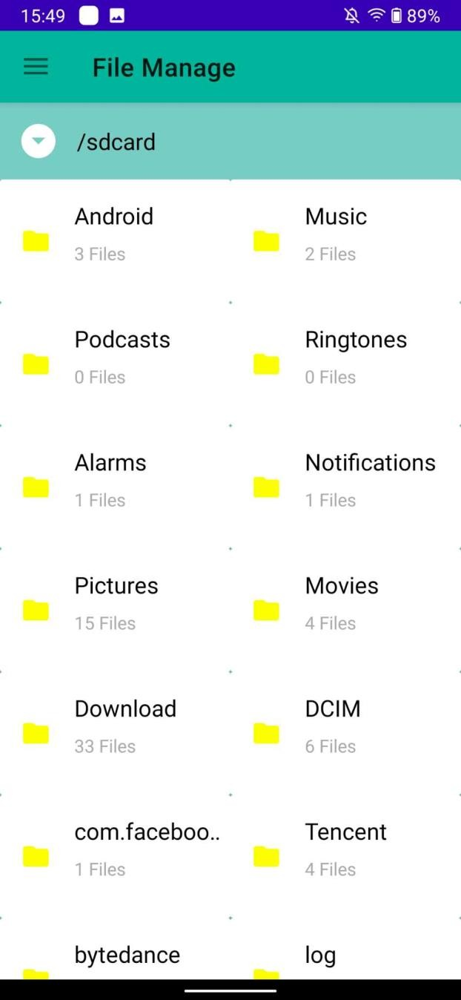 15:49 89%
File Manage
/sdcard
Android
3 Files
Music
2 Files
Podcasts
0 Files
Ringtones
0 Files
Alarms
1 Files
Notifications
1 Files
Pictures
15 Files
Movies
4 Files
Download
33 Files
DCIM
6 Files
com.faceboo..
1 Files
Tencent
4 Files
bytedance
log